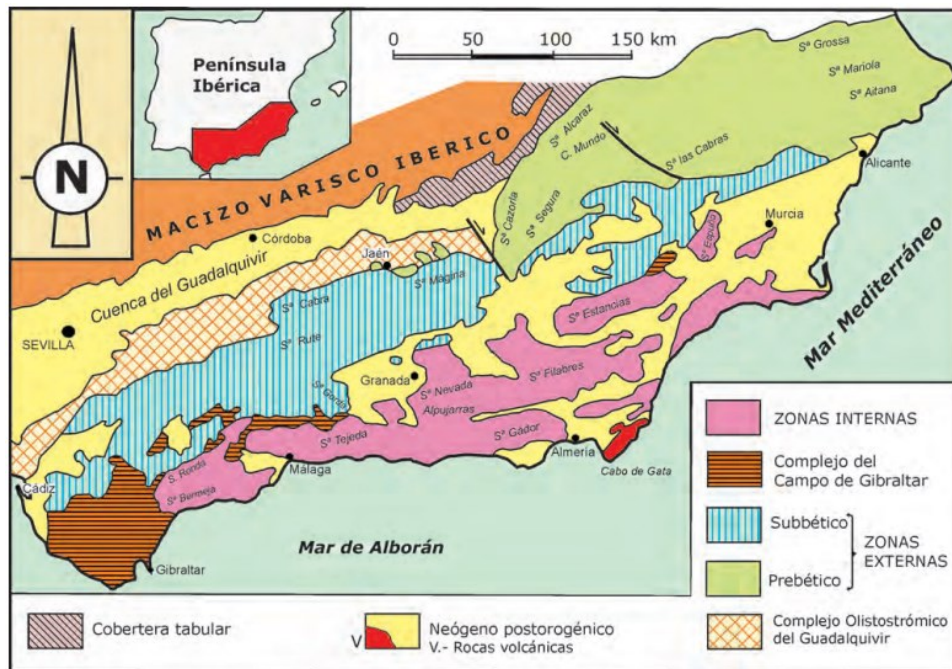 Península
Ibérica
0 50 100 150 km
N
MACIZO VARISCO IBERICO
Sª Grossa
Sª Mariola
Sª Aitana
Sª Alcaraz
C. Mundo
Sª las Cabras
Alicante
Sª Cazorla
Sª Segura
Murcia
Sª Espuña
Córdoba
Jaén
Sª Mágina
Cuenca del Guadalquivir
Sª Cabra
SEVILLA
Sª Rute
Sª Estancias
Granada
Sª Gorda
Sª Nevada
Sª Filabres
Alpujarras
Sª Tejeda
Sª Gádor
Almería
Cabo de Gata
Cádiz
S. Ronda
Sª Bermeja
Málaga
Gibraltar
Mar de Alborán
Mar Mediterráneo
ZONAS INTERNAS
Complejo del
Campo de Gibraltar
Subbético
ZONAS
EXTERNAS
Prebético
Complejo Olistostrómico
del Guadalquivir
Cobertera tabular
V
Neógeno postorogénico
V.- Rocas volcánicas